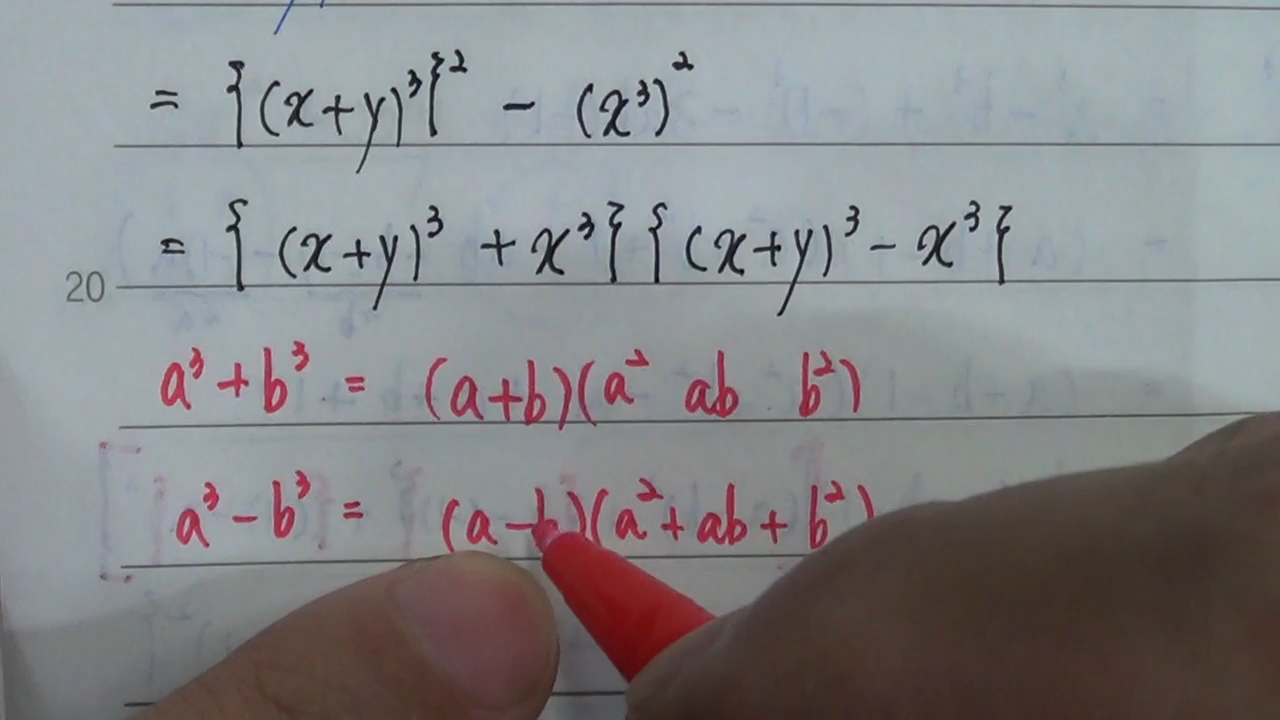 = {(x+y)³}² - (x³)²
= { (x+y)³ + x³} {(x+y)³ - x³}
20
a³ + b³ = (a+b)(a² ab b²)
a³ - b³ = (a-b)(a²+ab+b²)